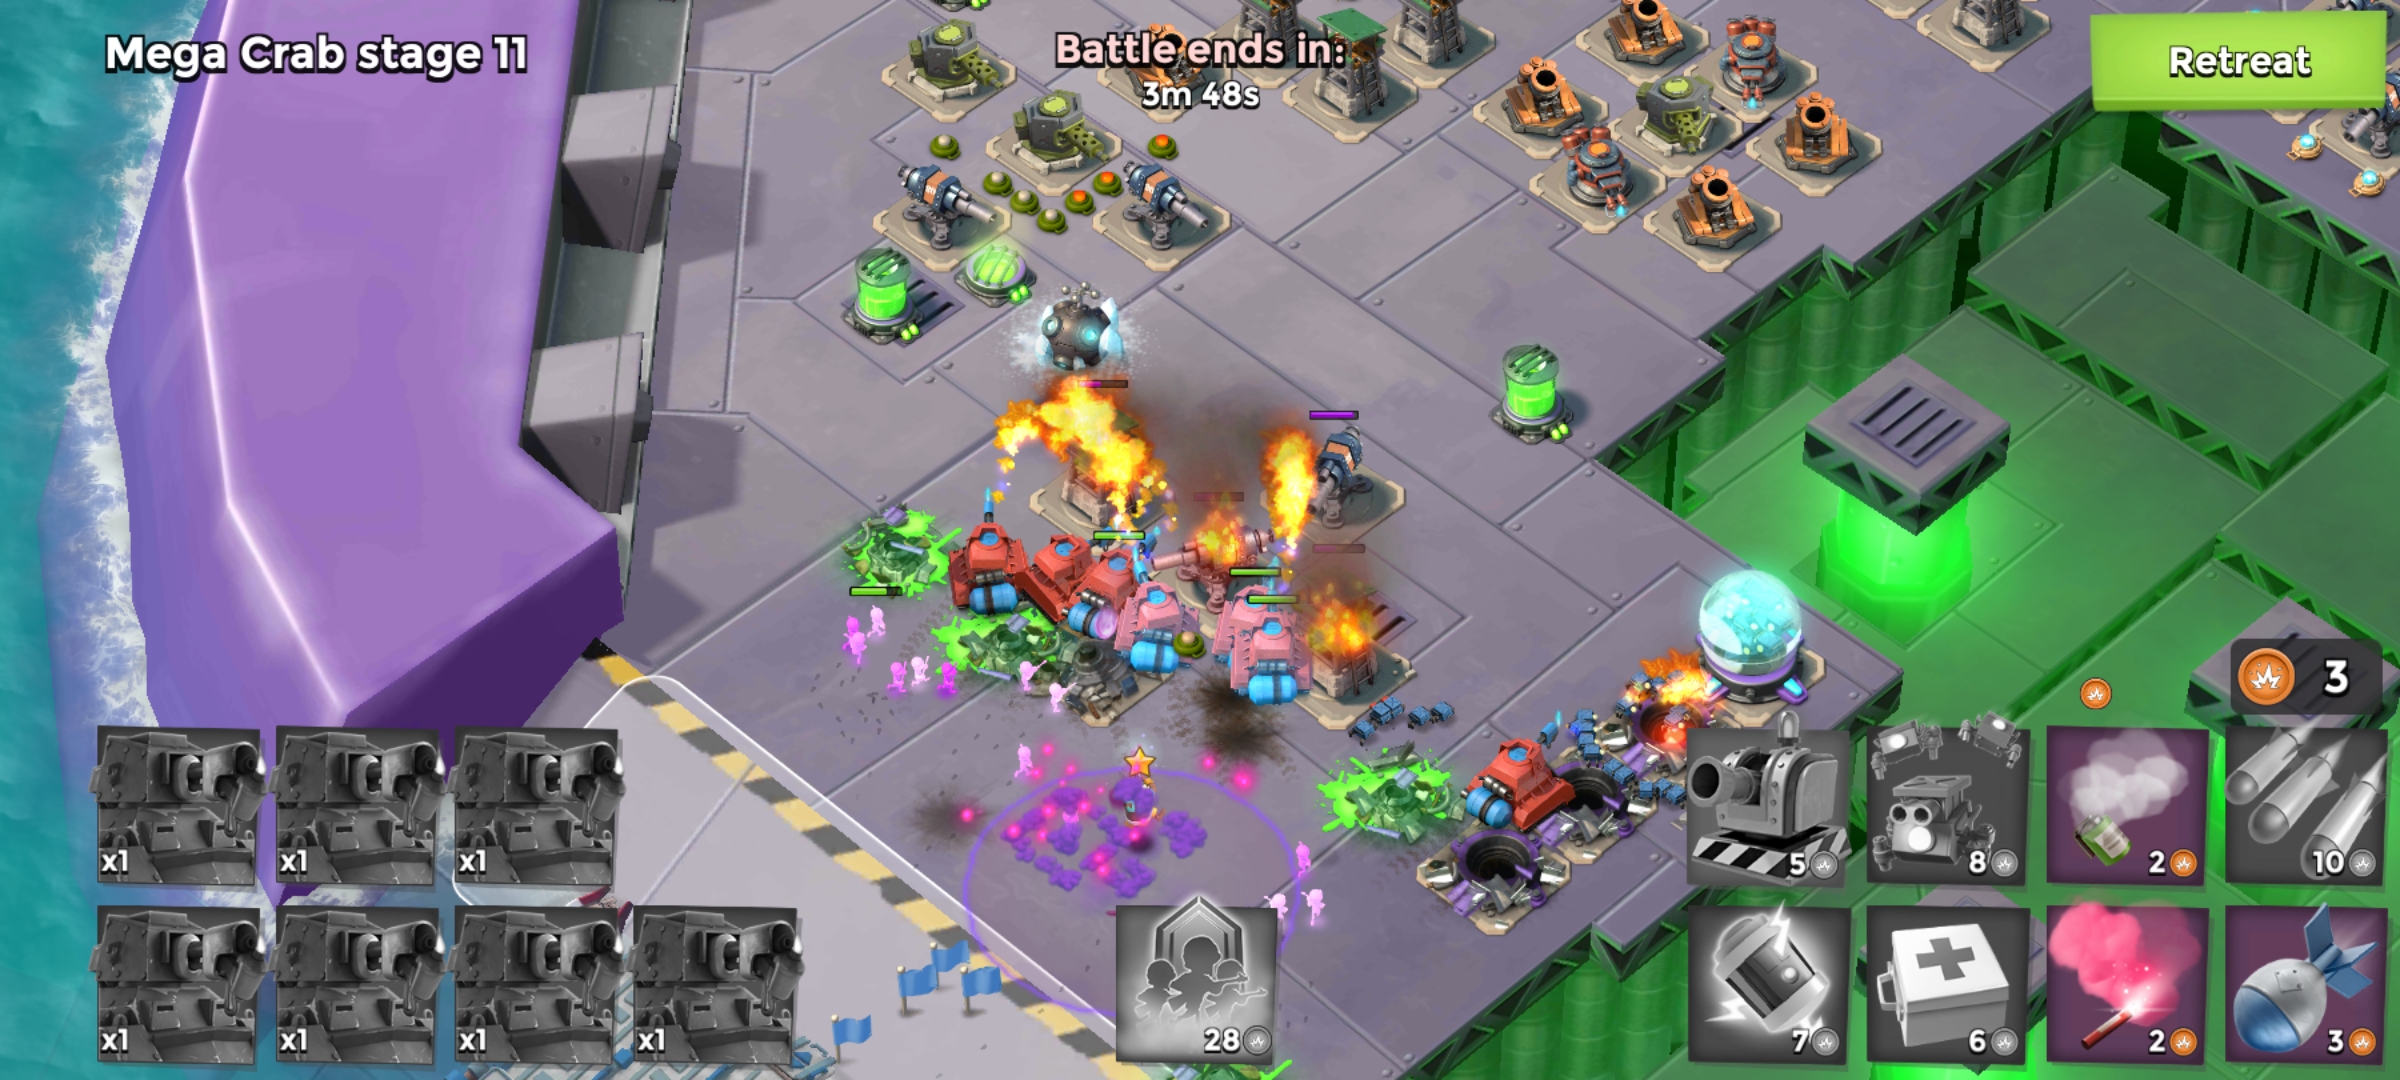 Mega Crab stage 11
Battle ends in:
3m 48s
Retreat
3
x1
x1
x1
5
8
2
10
x1
x1
x1
x1
28
7
6
2
3